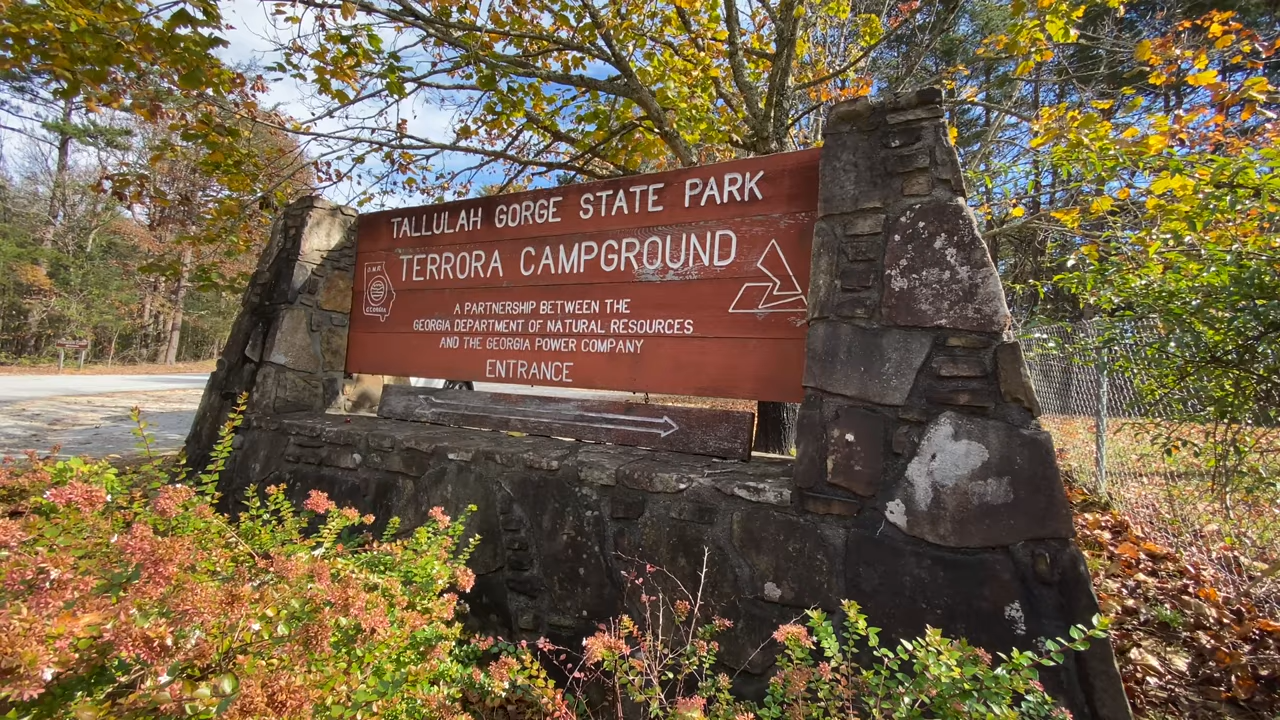 TALLULAH GORGE STATE PARK
TERRORA CAMPGROUND
D.N.R.
GEORGIA
A PARTNERSHIP BETWEEN THE
GEORGIA DEPARTMENT OF NATURAL RESOURCES
AND THE GEORGIA POWER COMPANY
ENTRANCE